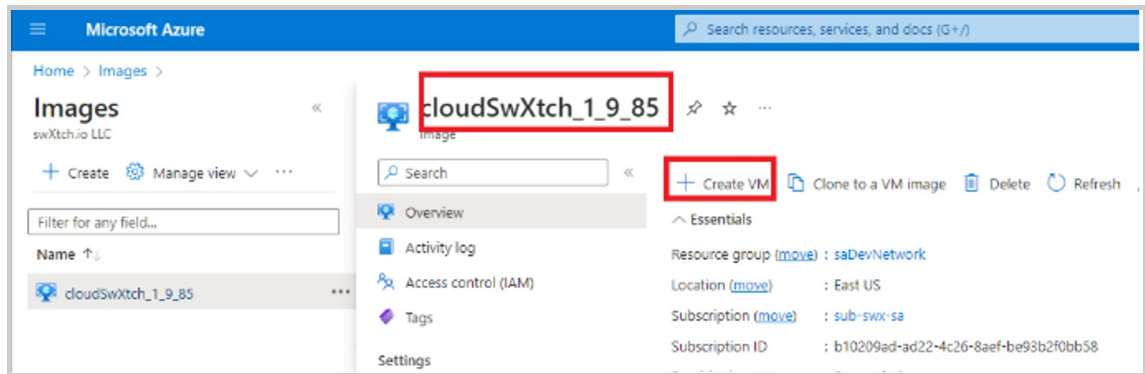 Microsoft Azure
Search resources, services, and docs (G+/)
Home > Images >
Images
swXtch.io LLC
+ Create Manage view ...
Filter for any field...
Name ↑↓
cloudSwXtch_1_9_85 ...
cloudSwXtch_1_9_85 ...
Image
Search
Overview
Activity log
Access control (IAM)
Tags
Settings
+ Create VM Clone to a VM image Delete Refresh
Essentials
Resource group (move) : saDevNetwork
Location (move) : East US
Subscription (move) : sub-swx-sa
Subscription ID : b10209ad-ad22-4c26-8aef-be93b2f0bb58